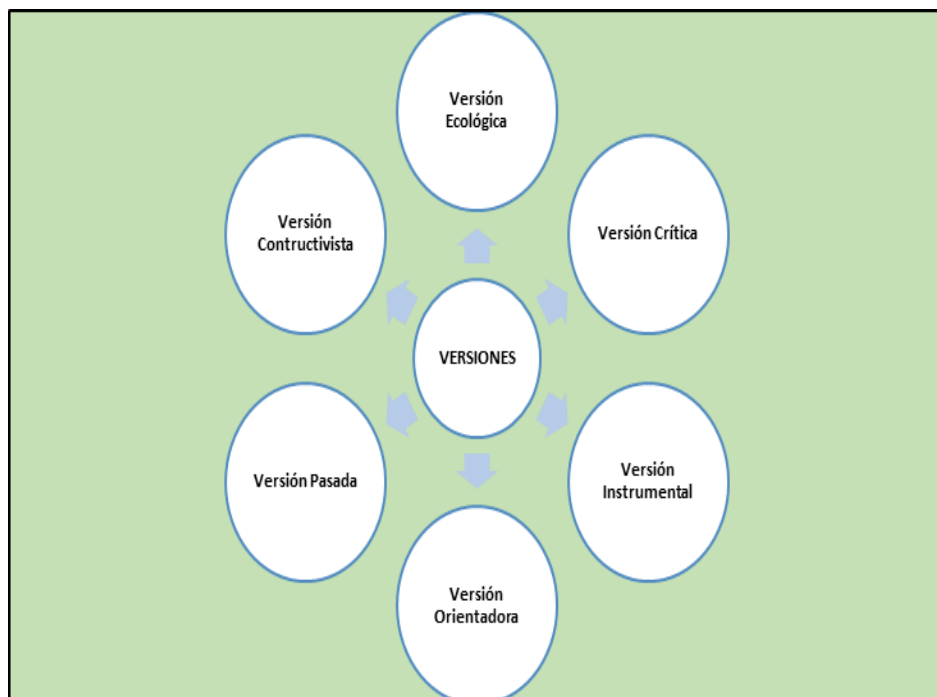 Versión
Ecológica
Versión
Contructivista
Versión Crítica
VERSIONES
Versión Pasada
Versión
Instrumental
Versión
Orientadora